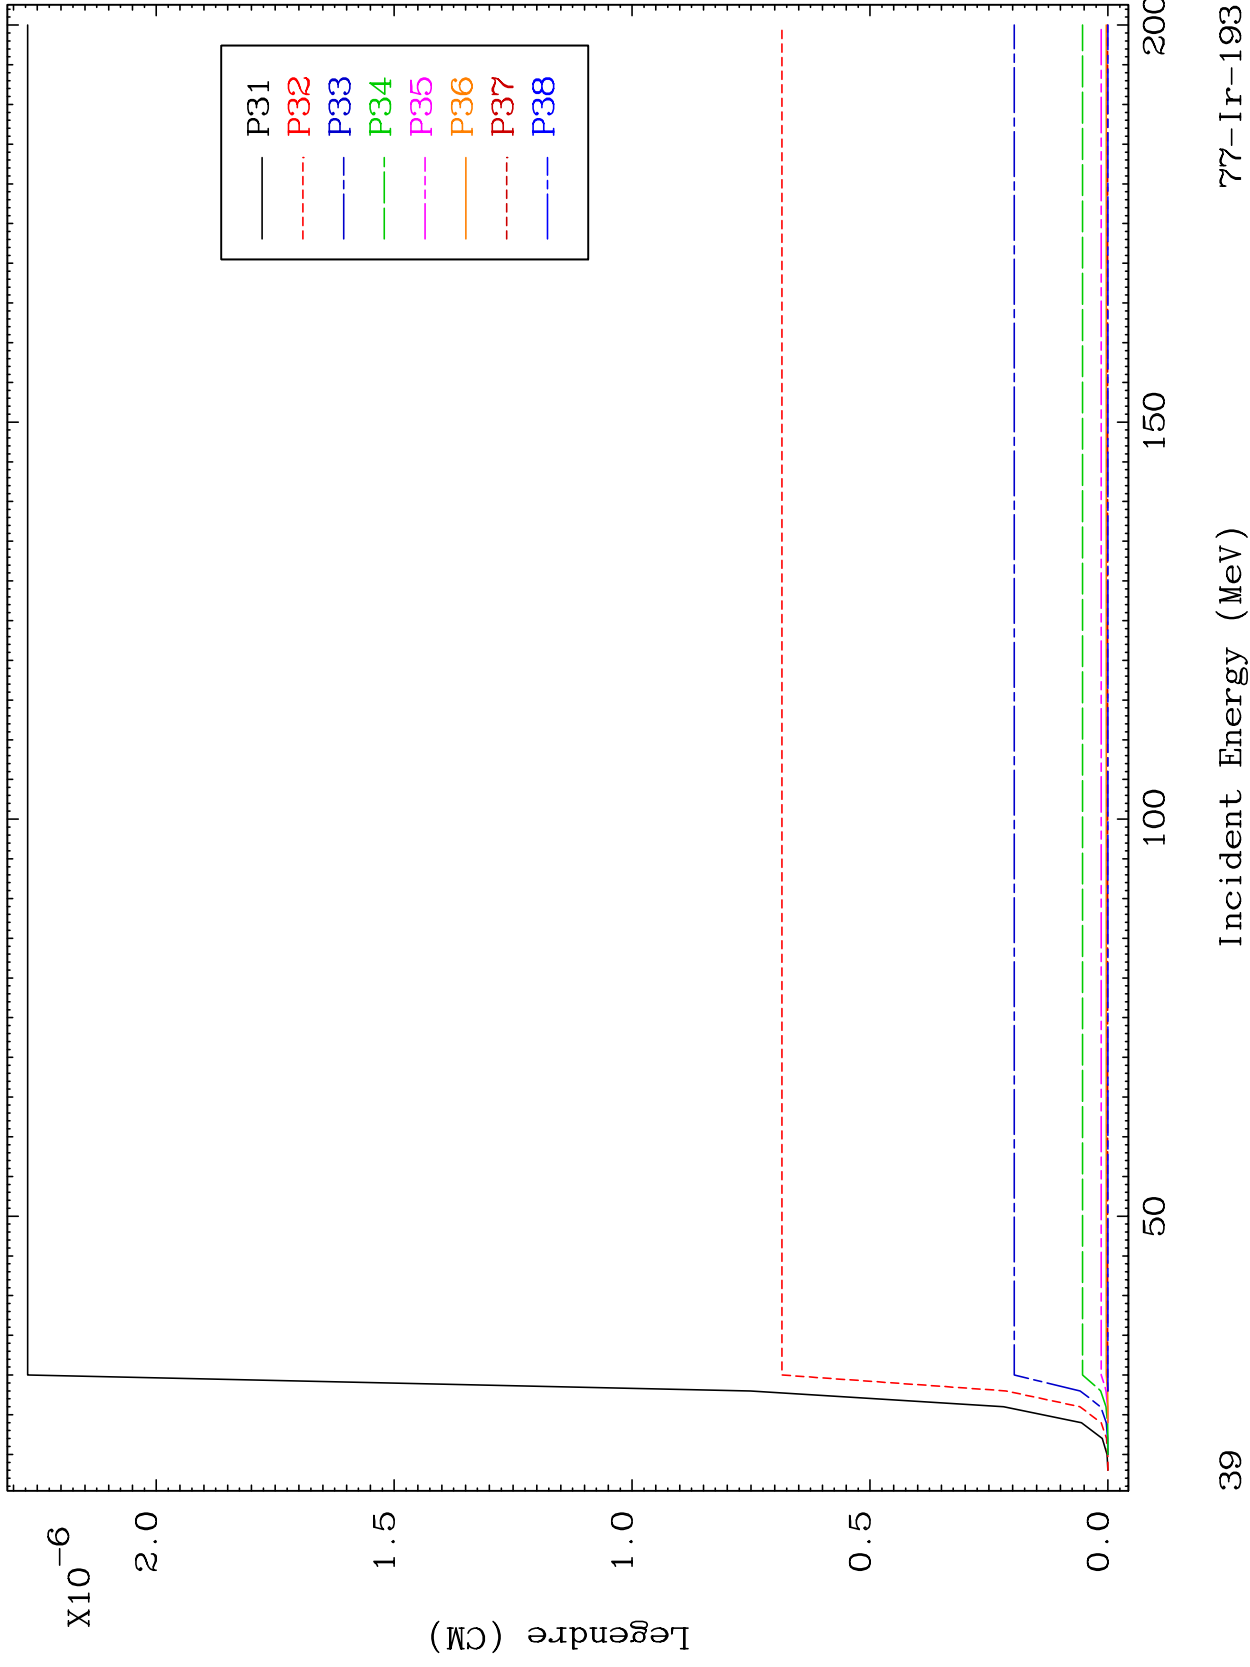 X10-6
2.0
1.5
1.0
0.5
0.0
Legendre (CM)
P31
P32
P33
P34
P35
P36
P37
P38
50
100
150
200
39
Incident Energy (MeV)
77-Ir-193